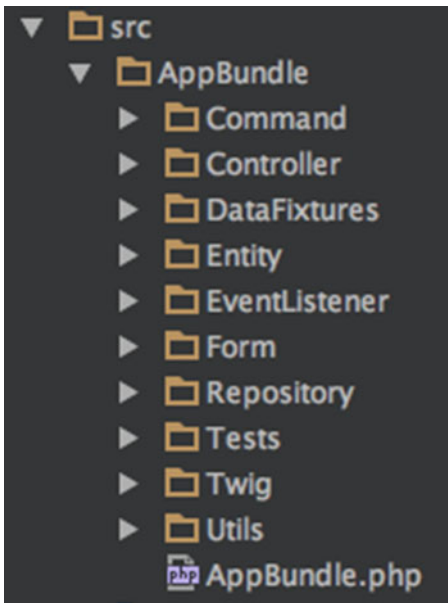 src
AppBundle
Command
Controller
DataFixtures
Entity
EventListener
Form
Repository
Tests
Twig
Utils
php AppBundle.php